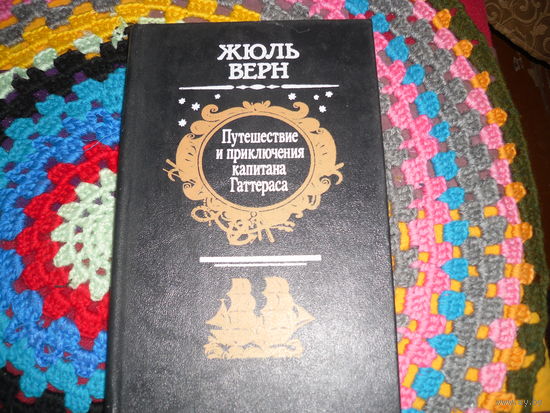 ЖЮЛЬ
ВЕРН
Путешествие
и приключения
капитана
Гаттераса